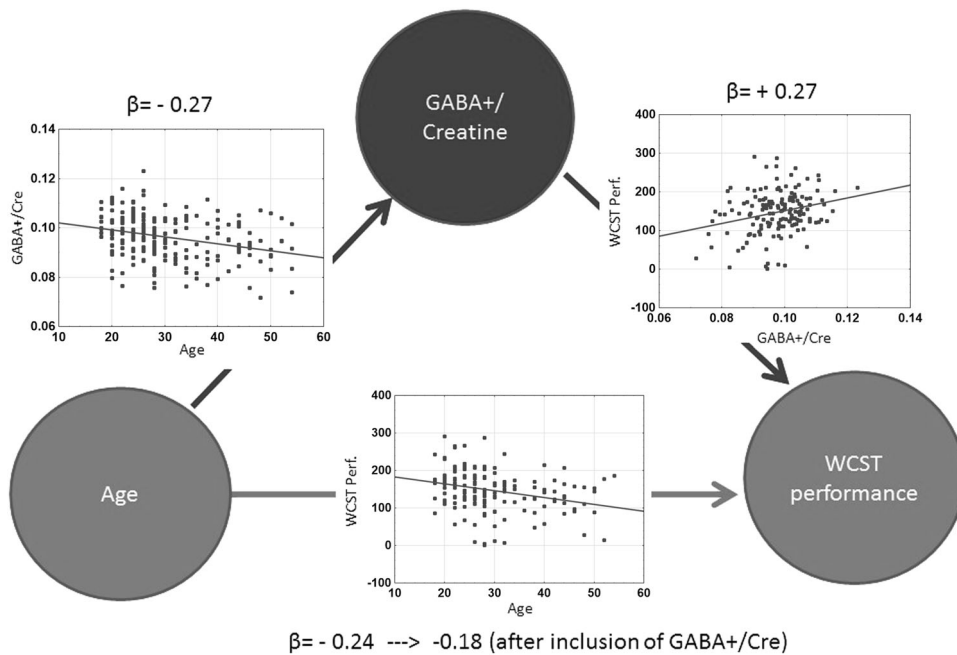 β= - 0.27
0.14
0.12
0.10
0.08
0.06
GABA+/Cre
10 20 30 40 50 60
Age
GABA+/
Creatine
β= + 0.27
400
300
200
100
0
-100
WCST Perf.
0.06 0.08 0.10 0.12 0.14
GABA+/Cre
Age
400
300
200
100
0
-100
WCST Perf.
10 20 30 40 50 60
Age
WCST
performance
β= - 0.24 ---> -0.18 (after inclusion of GABA+/Cre)